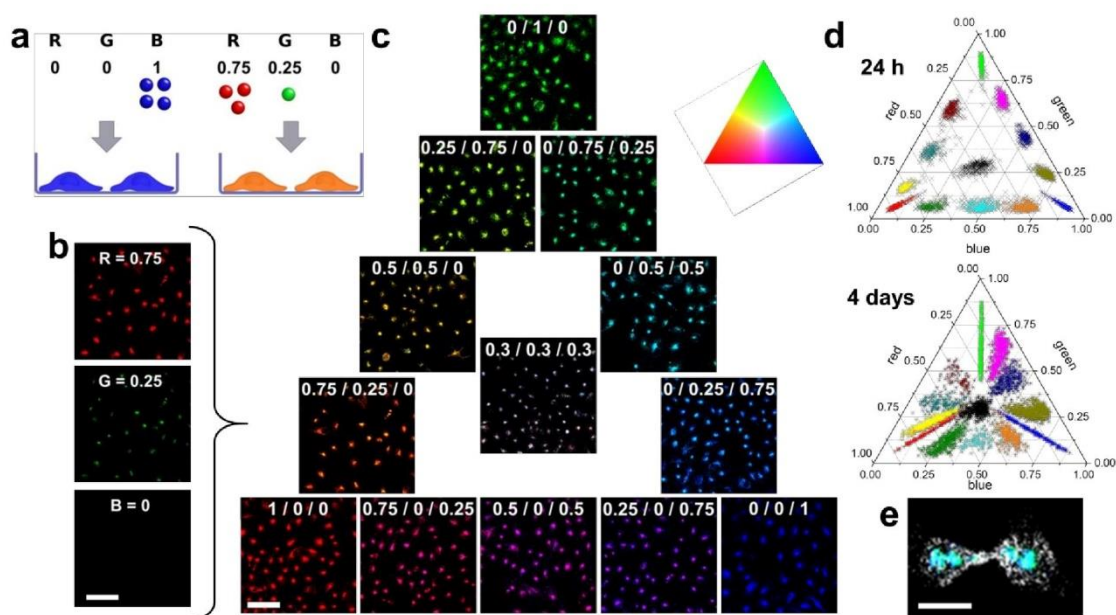 a
R G B R G B
0 0 1 0.75 0.25 0
b
R = 0.75
G = 0.25
B = 0
c
0 / 1 / 0
0.25 / 0.75 / 0
0 / 0.75 / 0.25
0.5 / 0.5 / 0
0 / 0.5 / 0.5
0.3 / 0.3 / 0.3
0.75 / 0.25 / 0
0 / 0.25 / 0.75
1 / 0 / 0
0.75 / 0 / 0.25
0.5 / 0 / 0.5
0.25 / 0 / 0.75
0 / 0 / 1
d
24 h
0.00
1.00
0.25
0.75
red
green
0.50
0.50
0.75
0.25
1.00
0.00
0.25 0.50 0.75 1.00
blue
4 days
0.00
1.00
0.25
0.75
red
green
0.50
0.50
0.75
0.25
1.00
0.00
0.25 0.50 0.75 1.00
blue
e